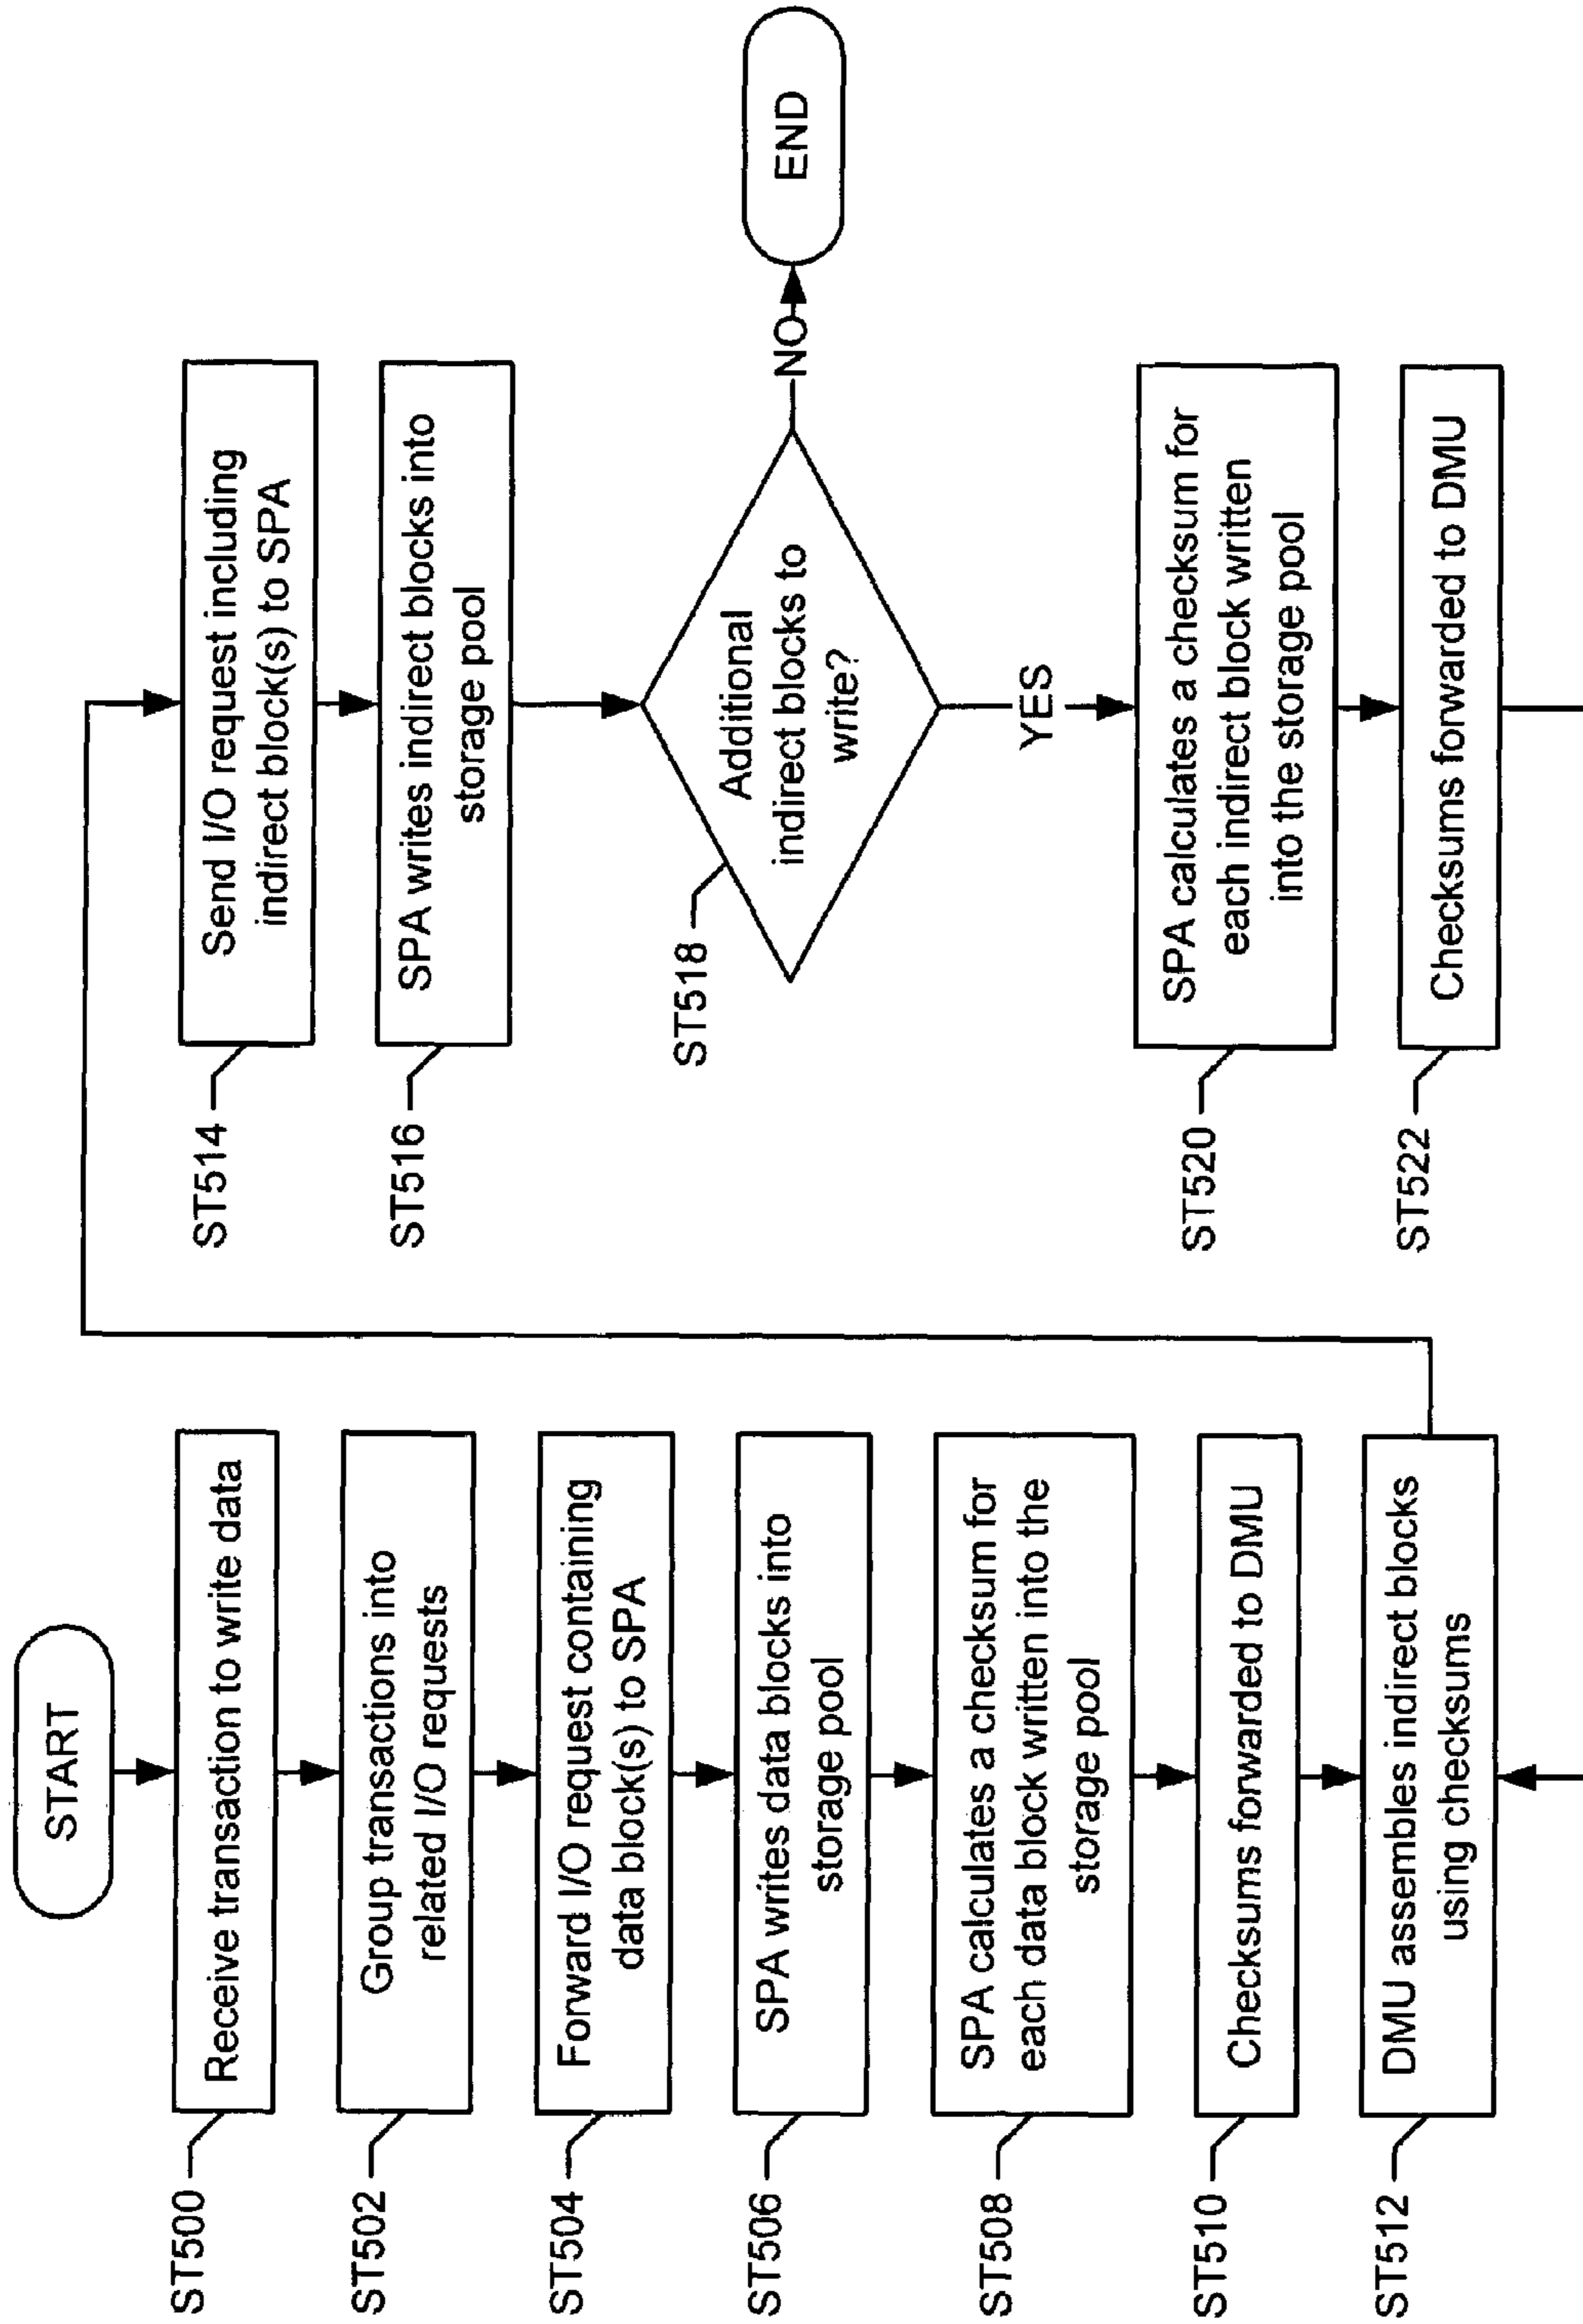 START
ST500
Receive transaction to write data
ST502
Group transactions into
related I/O requests
ST504
Forward I/O request containing
data block(s) to SPA
ST506
SPA writes data blocks into
storage pool
ST508
SPA calculates a checksum for
each data block written into the
storage pool
ST510
Checksums forwarded to DMU
ST512
DMU assembles indirect blocks
using checksums
ST514
Send I/O request including
indirect block(s) to SPA
ST516
SPA writes indirect blocks into
storage pool
ST518
Additional
indirect blocks to
write?
NO
END
YES
ST520
SPA calculates a checksum for
each indirect block written
into the storage pool
ST522
Checksums forwarded to DMU